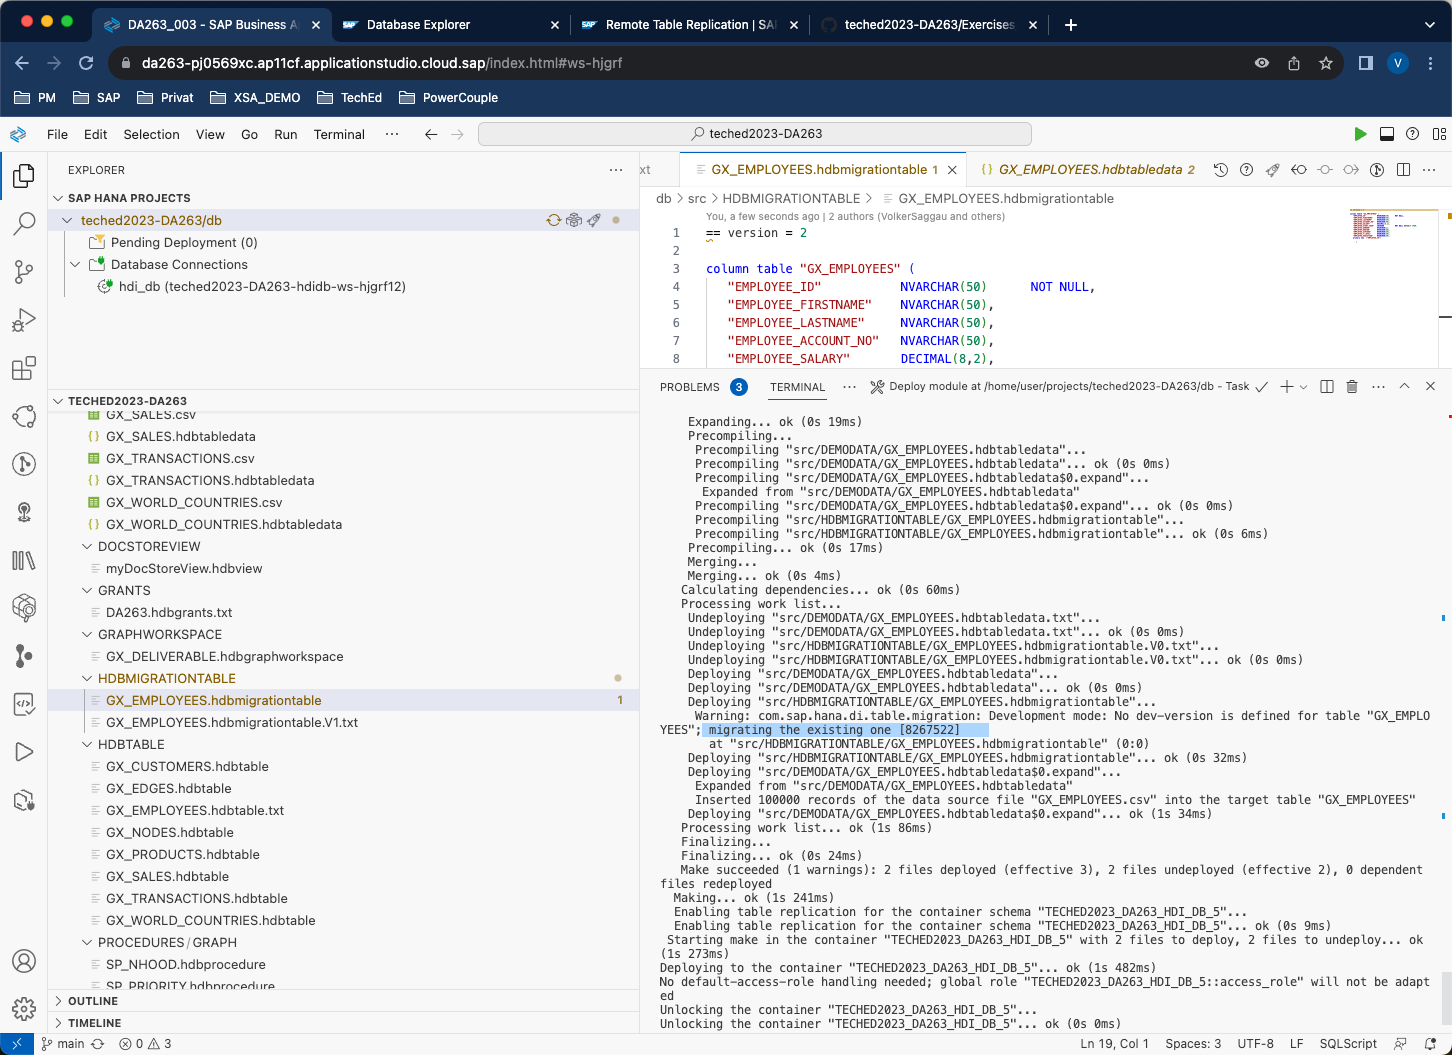 DA263_003 - SAP Business A
Database Explorer
Remote Table Replication | SA
teched2023-DA263/Exercises
da263-pj0569xc.ap11cf.applicationstudio.cloud.sap/index.html#ws-hjgrf
V
PM
SAP
Privat
XSA_DEMO
TechEd
PowerCouple
File Edit Selection View Go Run Terminal ···
teched2023-DA263
EXPLORER
SAP HANA PROJECTS
teched2023-DA263/db
Pending Deployment (0)
Database Connections
hdi_db (teched2023-DA263-hdidb-ws-hjgrf12)
TECHED2023-DA263
GX_SALES.csv
GX_SALES.hdbtabledata
GX_TRANSACTIONS.csv
GX_TRANSACTIONS.hdbtabledata
GX_WORLD_COUNTRIES.csv
GX_WORLD_COUNTRIES.hdbtabledata
DOCSTOREVIEW
myDocStoreView.hdbview
GRANTS
DA263.hdbgrants.txt
GRAPHWORKSPACE
GX_DELIVERABLE.hdbgraphworkspace
HDBMIGRATIONTABLE
GX_EMPLOYEES.hdbmigrationtable 1
GX_EMPLOYEES.hdbmigrationtable.V1.txt
HDBTABLE
GX_CUSTOMERS.hdbtable
GX_EDGES.hdbtable
GX_EMPLOYEES.hdbtable.txt
GX_NODES.hdbtable
GX_PRODUCTS.hdbtable
GX_SALES.hdbtable
GX_TRANSACTIONS.hdbtable
GX_WORLD_COUNTRIES.hdbtable
PROCEDURES/GRAPH
SP_NHOOD.hdbprocedure
SP_PRIORITY.hdbprocedure
OUTLINE
TIMELINE
xt
GX_EMPLOYEES.hdbmigrationtable 1
GX_EMPLOYEES.hdbtabledata 2
db > src > HDBMIGRATIONTABLE > GX_EMPLOYEES.hdbmigrationtable
You, a few seconds ago | 2 authors (VolkerSaggau and others)
1 == version = 2
2
3 column table "GX_EMPLOYEES" (
4 "EMPLOYEE_ID" NVARCHAR(50) NOT NULL,
5 "EMPLOYEE_FIRSTNAME" NVARCHAR(50),
6 "EMPLOYEE_LASTNAME" NVARCHAR(50),
7 "EMPLOYEE_ACCOUNT_NO" NVARCHAR(50),
8 "EMPLOYEE_SALARY" DECIMAL(8,2),
PROBLEMS 3 TERMINAL ··· Deploy module at /home/user/projects/teched2023-DA263/db - Task
Expanding... ok (0s 19ms)
Precompiling...
Precompiling "src/DEMODATA/GX_EMPLOYEES.hdbtabledata"...
Precompiling "src/DEMODATA/GX_EMPLOYEES.hdbtabledata"... ok (0s 0ms)
Precompiling "src/DEMODATA/GX_EMPLOYEES.hdbtabledata$0.expand"...
Expanded from "src/DEMODATA/GX_EMPLOYEES.hdbtabledata"
Precompiling "src/DEMODATA/GX_EMPLOYEES.hdbtabledata$0.expand"... ok (0s 0ms)
Precompiling "src/HDBMIGRATIONTABLE/GX_EMPLOYEES.hdbmigrationtable"...
Precompiling "src/HDBMIGRATIONTABLE/GX_EMPLOYEES.hdbmigrationtable"... ok (0s 6ms)
Precompiling... ok (0s 17ms)
Merging...
Merging... ok (0s 4ms)
Calculating dependencies... ok (0s 60ms)
Processing work list...
Undeploying "src/DEMODATA/GX_EMPLOYEES.hdbtabledata.txt"...
Undeploying "src/DEMODATA/GX_EMPLOYEES.hdbtabledata.txt"... ok (0s 0ms)
Undeploying "src/HDBMIGRATIONTABLE/GX_EMPLOYEES.hdbmigrationtable.V0.txt"...
Undeploying "src/HDBMIGRATIONTABLE/GX_EMPLOYEES.hdbmigrationtable.V0.txt"... ok (0s 0ms)
Deploying "src/DEMODATA/GX_EMPLOYEES.hdbtabledata"...
Deploying "src/DEMODATA/GX_EMPLOYEES.hdbtabledata"... ok (0s 0ms)
Deploying "src/HDBMIGRATIONTABLE/GX_EMPLOYEES.hdbmigrationtable"...
Warning: com.sap.hana.di.table.migration: Development mode: No dev-version is defined for table "GX_EMPLO
YEES"; migrating the existing one [8267522]
at "src/HDBMIGRATIONTABLE/GX_EMPLOYEES.hdbmigrationtable" (0:0)
Deploying "src/HDBMIGRATIONTABLE/GX_EMPLOYEES.hdbmigrationtable"... ok (0s 32ms)
Deploying "src/DEMODATA/GX_EMPLOYEES.hdbtabledata$0.expand"...
Expanded from "src/DEMODATA/GX_EMPLOYEES.hdbtabledata"
Inserted 100000 records of the data source file "GX_EMPLOYEES.csv" into the target table "GX_EMPLOYEES"
Deploying "src/DEMODATA/GX_EMPLOYEES.hdbtabledata$0.expand"... ok (1s 34ms)
Processing work list... ok (1s 86ms)
Finalizing...
Finalizing... ok (0s 24ms)
Make succeeded (1 warnings): 2 files deployed (effective 3), 2 files undeployed (effective 2), 0 dependent
files redeployed
Making... ok (1s 241ms)
Enabling table replication for the container schema "TECHED2023_DA263_HDI_DB_5"...
Enabling table replication for the container schema "TECHED2023_DA263_HDI_DB_5"... ok (0s 9ms)
Starting make in the container "TECHED2023_DA263_HDI_DB_5" with 2 files to deploy, 2 files to undeploy... ok
(1s 273ms)
Deploying to the container "TECHED2023_DA263_HDI_DB_5"... ok (1s 482ms)
No default-access-role handling needed; global role "TECHED2023_DA263_HDI_DB_5::access_role" will not be adapt
ed
Unlocking the container "TECHED2023_DA263_HDI_DB_5"...
Unlocking the container "TECHED2023_DA263_HDI_DB_5"... ok (0s 0ms)
main 0 3
Ln 19, Col 1 Spaces: 3 UTF-8 LF SQLScript